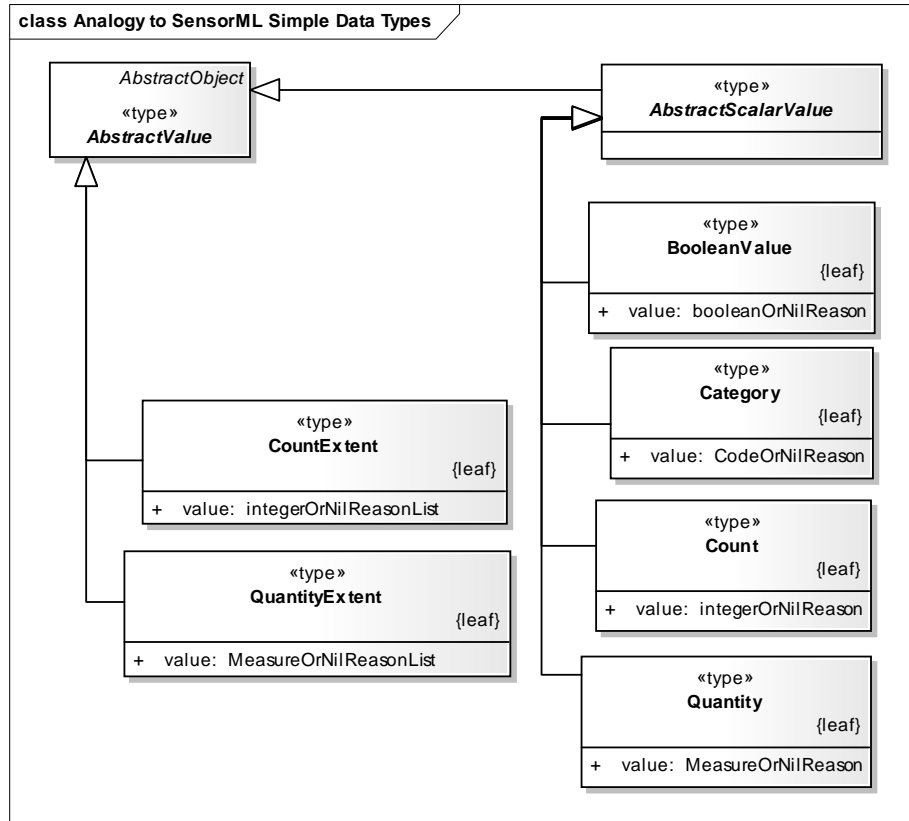 class Analogy to SensorML Simple Data Types
AbstractObject
«type»
AbstractValue
«type»
AbstractScalarValue
«type»
BooleanValue
{leaf}
+ value: booleanOrNilReason
«type»
Category
{leaf}
+ value: CodeOrNilReason
«type»
CountExtent
{leaf}
+ value: integerOrNilReasonList
«type»
Count
{leaf}
+ value: integerOrNilReason
«type»
QuantityExtent
{leaf}
+ value: MeasureOrNilReasonList
«type»
Quantity
{leaf}
+ value: MeasureOrNilReason